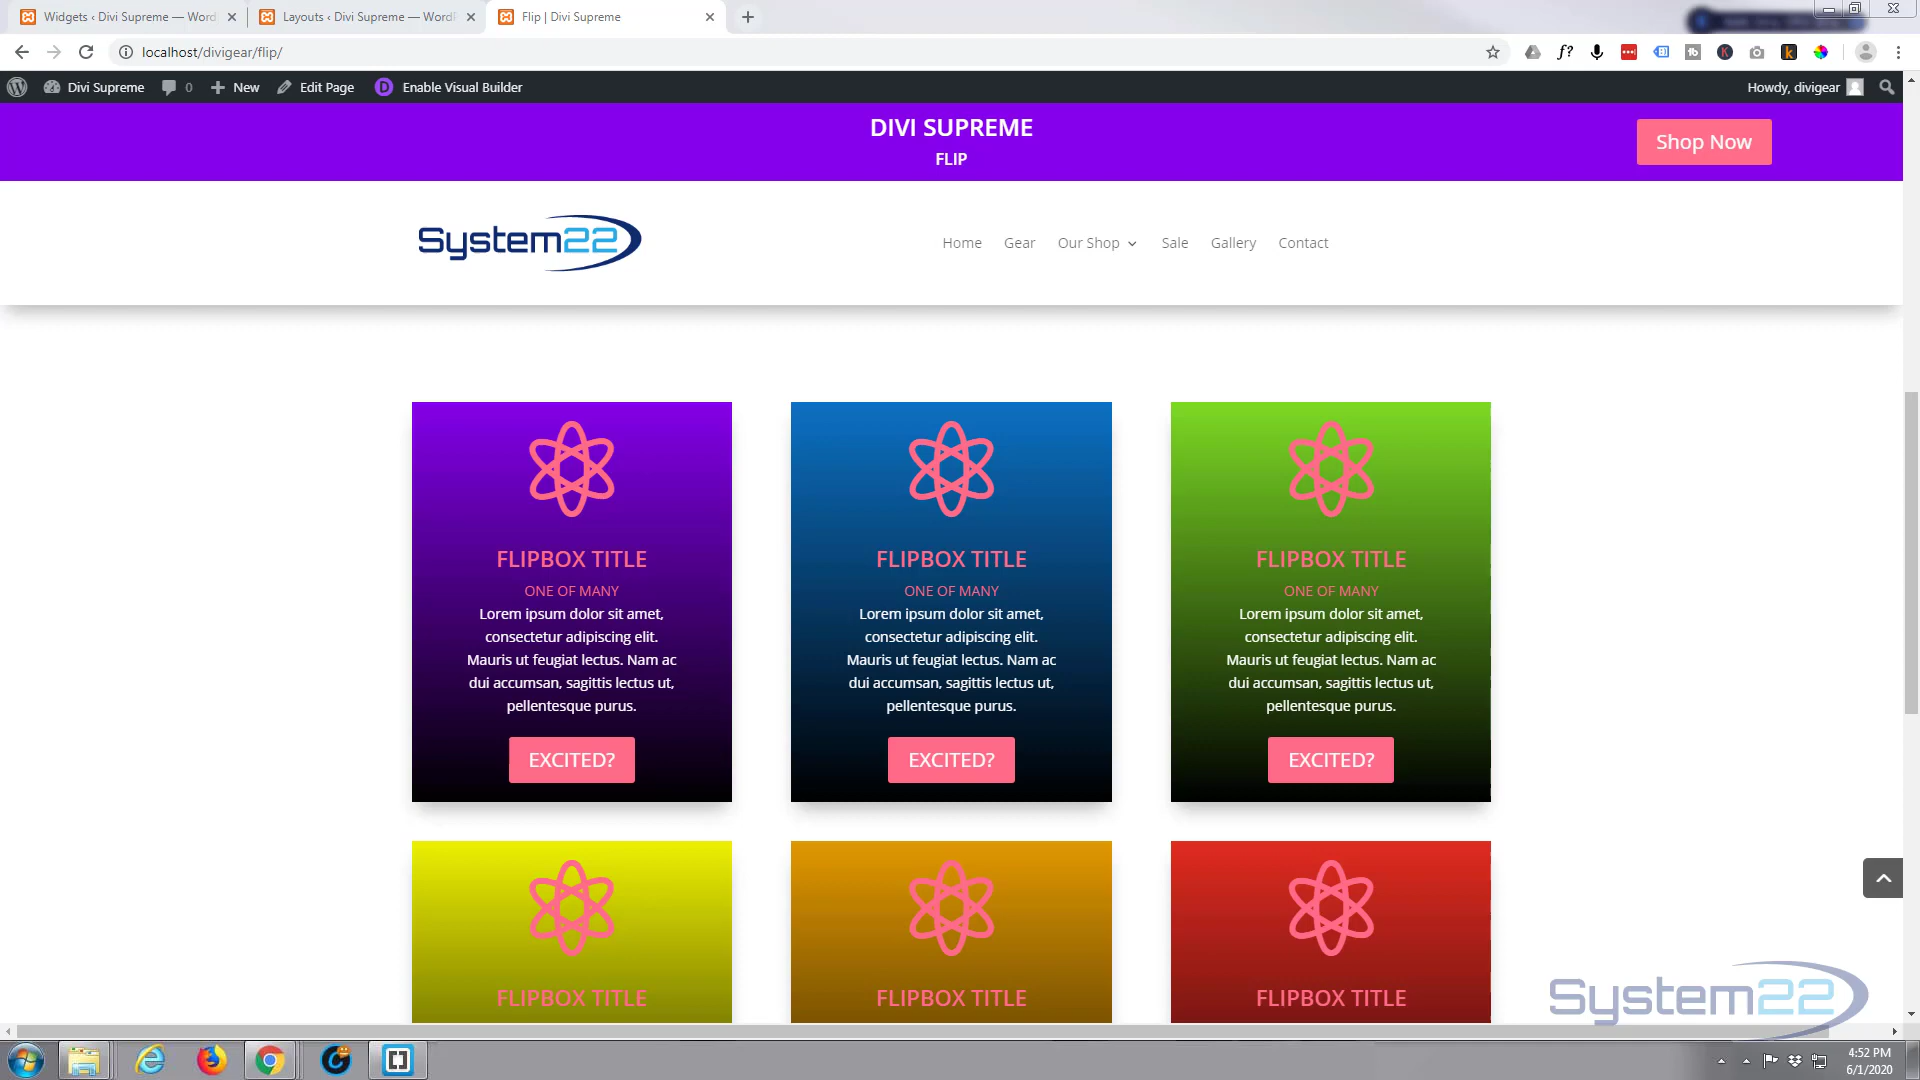 Widgets ‹ Divi Supreme — Word
Layouts ‹ Divi Supreme — WordP
Flip | Divi Supreme
localhost/divigear/flip/
Divi Supreme
0
New
Edit Page
Enable Visual Builder
Howdy, divigear
DIVI SUPREME
FLIP
Shop Now
System22
Home
Gear
Our Shop
Sale
Gallery
Contact
FLIPBOX TITLE
ONE OF MANY
Lorem ipsum dolor sit amet,
consectetur adipiscing elit.
Mauris ut feugiat lectus. Nam ac
dui accumsan, sagittis lectus ut,
pellentesque purus.
EXCITED?
FLIPBOX TITLE
ONE OF MANY
Lorem ipsum dolor sit amet,
consectetur adipiscing elit.
Mauris ut feugiat lectus. Nam ac
dui accumsan, sagittis lectus ut,
pellentesque purus.
EXCITED?
FLIPBOX TITLE
ONE OF MANY
Lorem ipsum dolor sit amet,
consectetur adipiscing elit.
Mauris ut feugiat lectus. Nam ac
dui accumsan, sagittis lectus ut,
pellentesque purus.
EXCITED?
FLIPBOX TITLE
FLIPBOX TITLE
FLIPBOX TITLE
System22
4:52 PM
6/1/2020